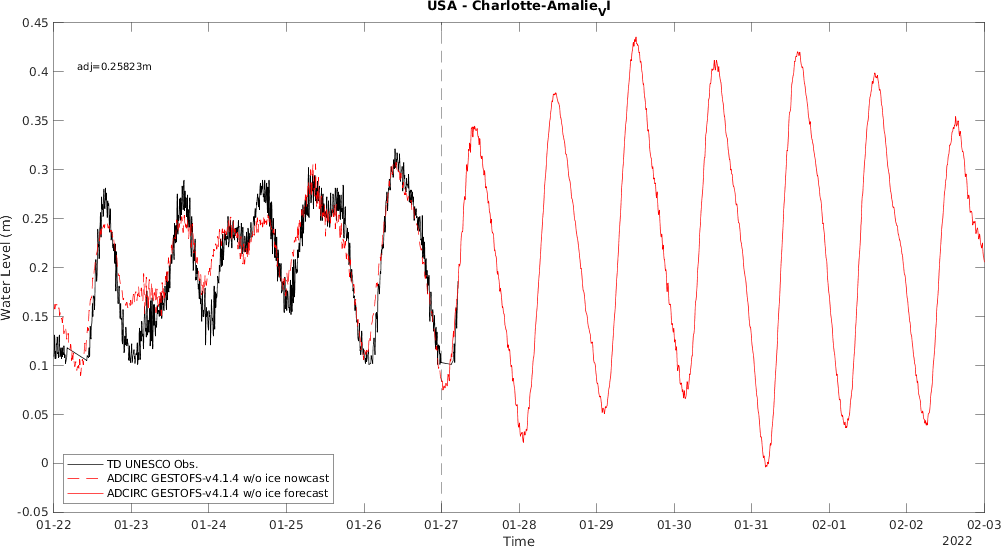 USA - Charlotte-Amalie_VI
0.45
0.4
0.35
0.3
0.25
0.2
0.15
0.1
0.05
0
-0.05
Water Level (m)
adj=0.25823m
TD UNESCO Obs.
ADCIRC GESTOFS-v4.1.4 w/o ice nowcast
ADCIRC GESTOFS-v4.1.4 w/o ice forecast
01-22 01-23 01-24 01-25 01-26 01-27 01-28 01-29 01-30 01-31 02-01 02-02 02-03
Time
2022